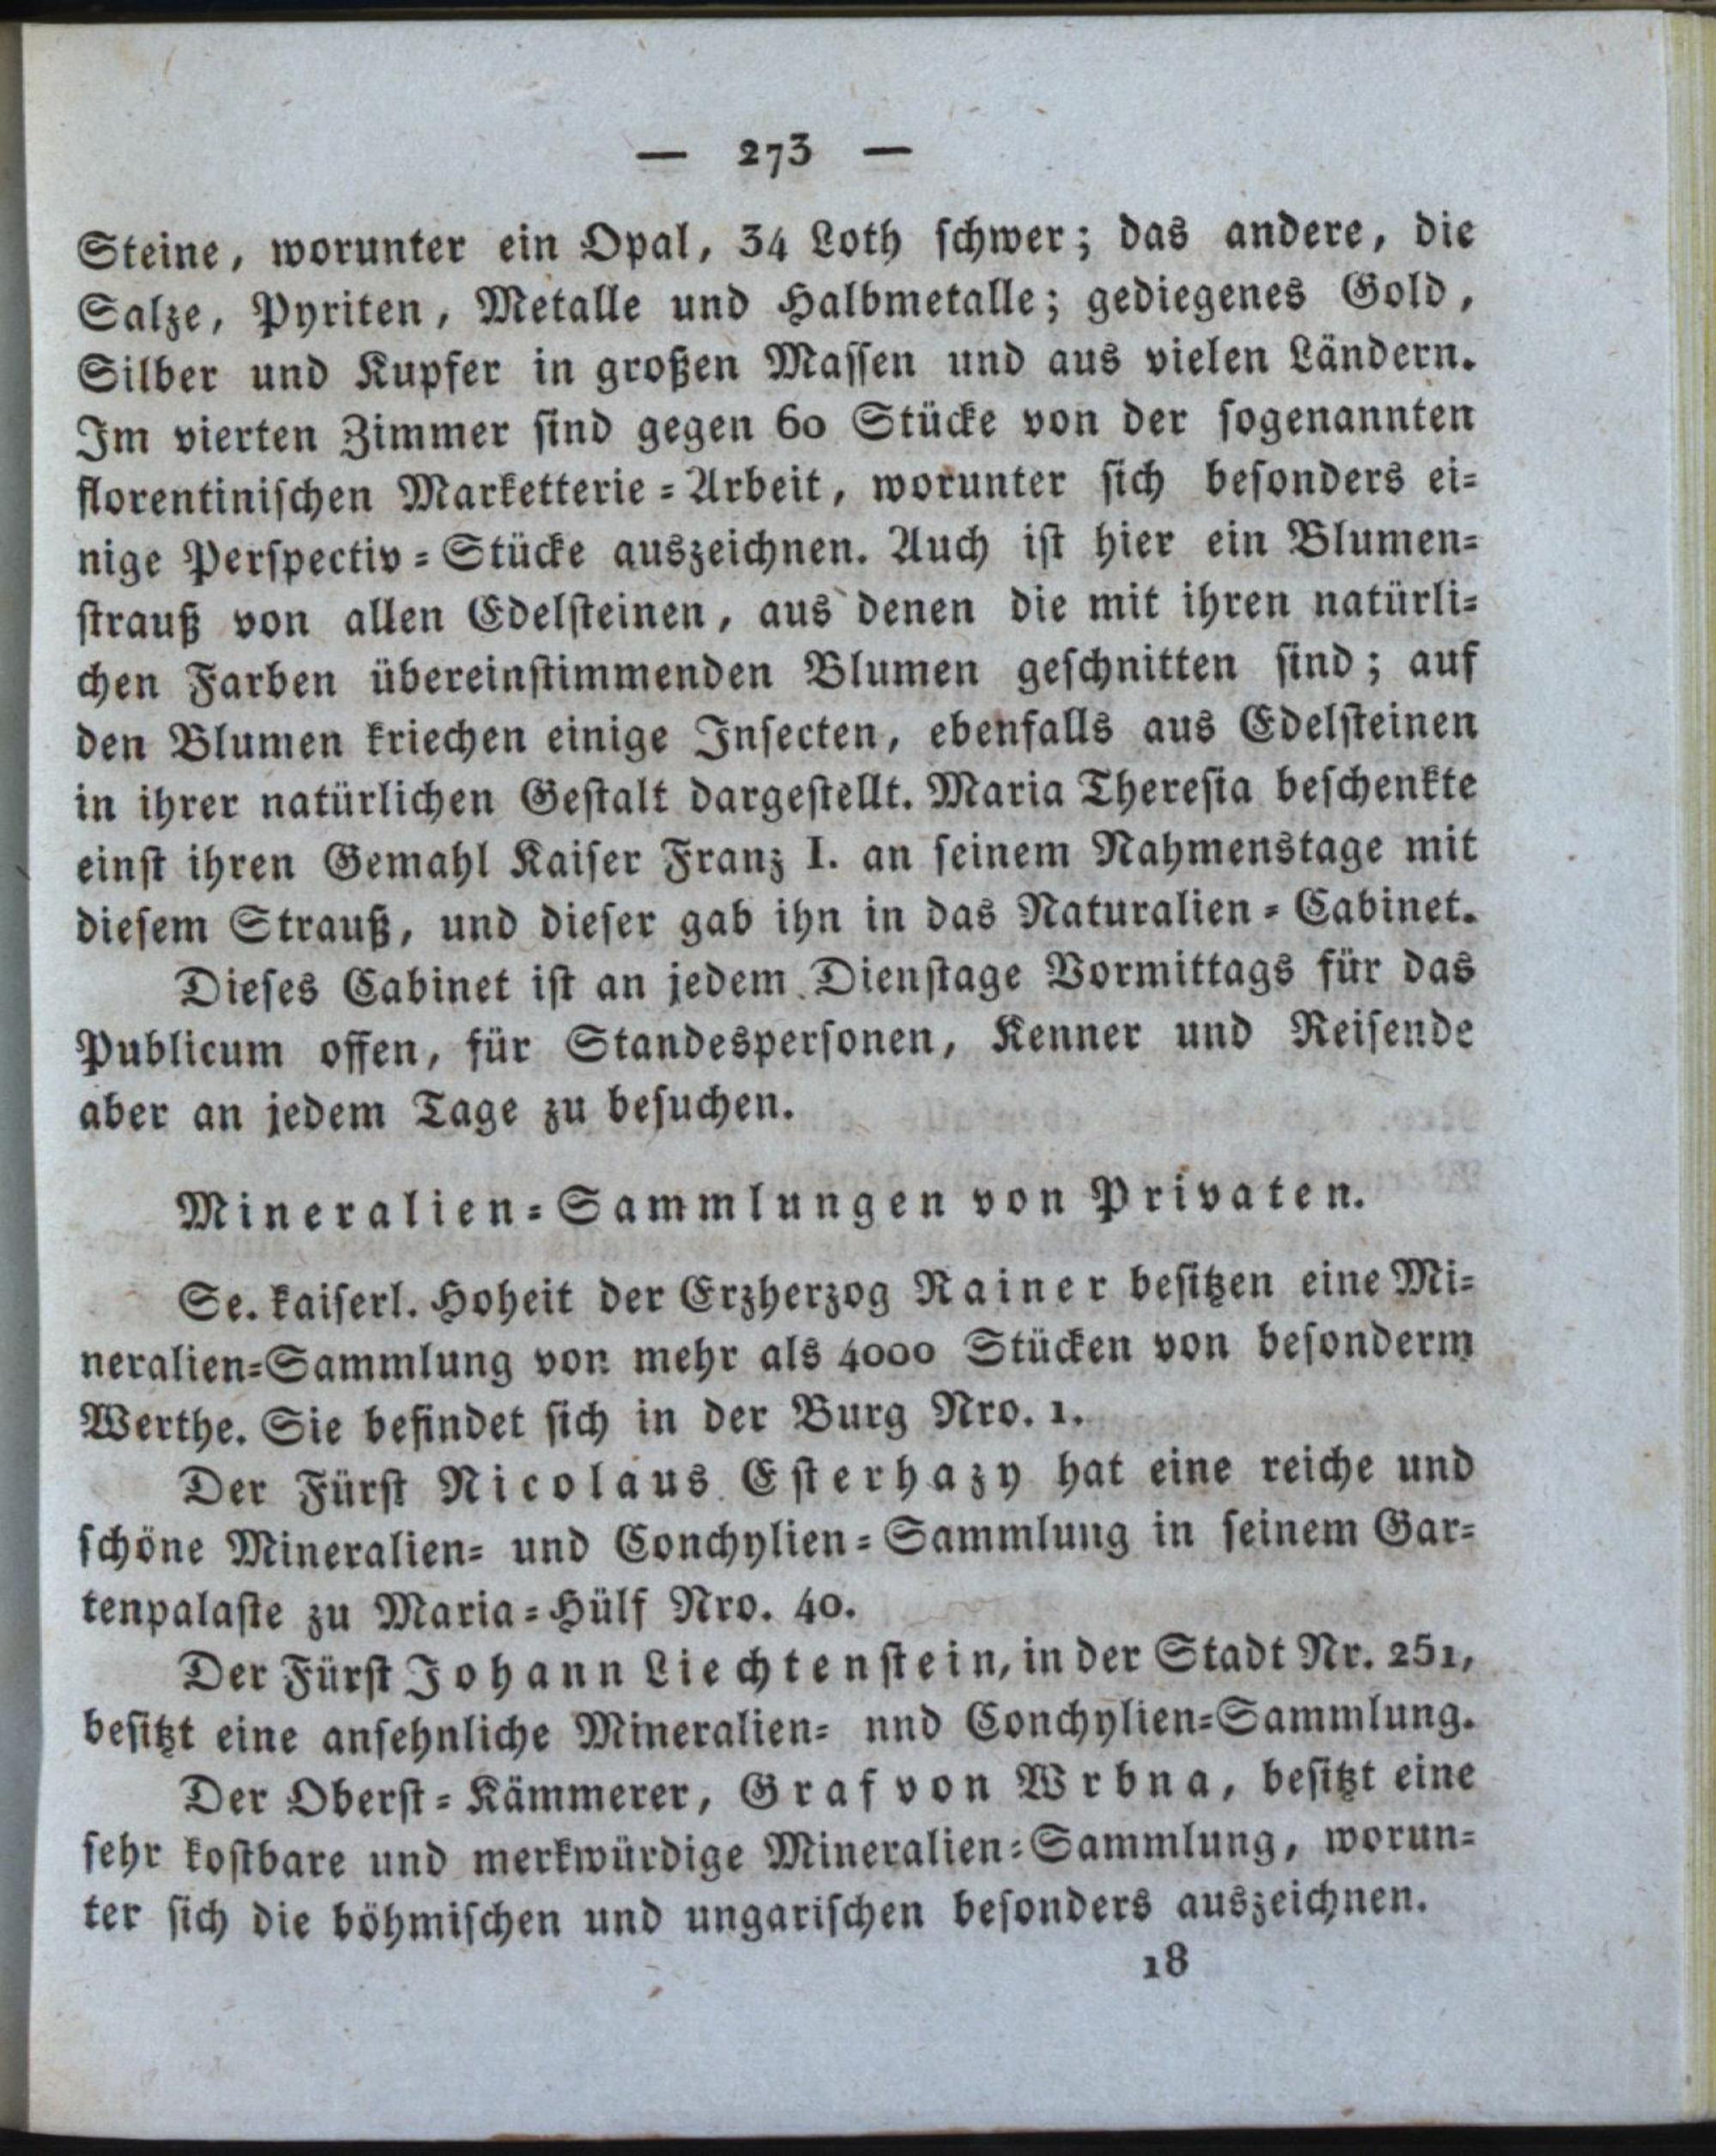 — 273 —
Steine, worunter ein Opal, 34 Loth schwer; das andere, die
Salze, Pyriten, Metalle und Halbmetalle; gediegenes Gold,
Silber und Kupfer in großen Massen und aus vielen Ländern.
Im vierten Zimmer sind gegen 60 Stücke von der sogenannten
florentinischen Marketterie-Arbeit, worunter sich besonders ei-
nige Perspectiv-Stücke auszeichnen. Auch ist hier ein Blumen-
strauß von allen Edelsteinen, aus denen die mit ihren natürli-
chen Farben übereinstimmenden Blumen geschnitten sind; auf
den Blumen kriechen einige Insecten, ebenfalls aus Edelsteinen
in ihrer natürlichen Gestalt dargestellt. Maria Theresia beschenkte
einst ihren Gemahl Kaiser Franz I. an seinem Nahmenstage mit
diesem Strauß, und dieser gab ihn in das Naturalien-Cabinet.
Dieses Cabinet ist an jedem Dienstage Vormittags für das
Publicum offen, für Standespersonen, Kenner und Reisende
aber an jedem Tage zu besuchen.
Mineralien-Sammlungen von Privaten.
Se. kaiserl. Hoheit der Erzherzog Rainer besitzen eine Mi-
neralien-Sammlung von mehr als 4000 Stücken von besonderm
Werthe. Sie befindet sich in der Burg Nro. 1.
Der Fürst Nicolaus Esterhazy hat eine reiche und
schöne Mineralien- und Conchylien-Sammlung in seinem Gar-
tenpalaste zu Maria-Hülf Nro. 40.
Der Fürst Johann Liechtenstein, in der Stadt Nr. 251,
besitzt eine ansehnliche Mineralien- nnd Conchylien-Sammlung.
Der Oberst-Kämmerer, Graf von Wrbna, besitzt eine
sehr kostbare und merkwürdige Mineralien-Sammlung, worun-
ter sich die böhmischen und ungarischen besonders auszeichnen.
18